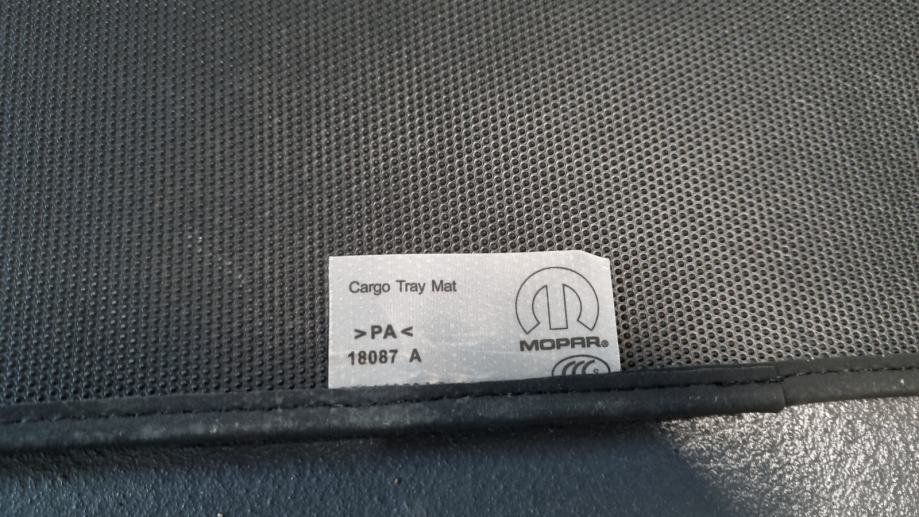 Cargo Tray Mat
>PA<
18087 A
MOPAR®